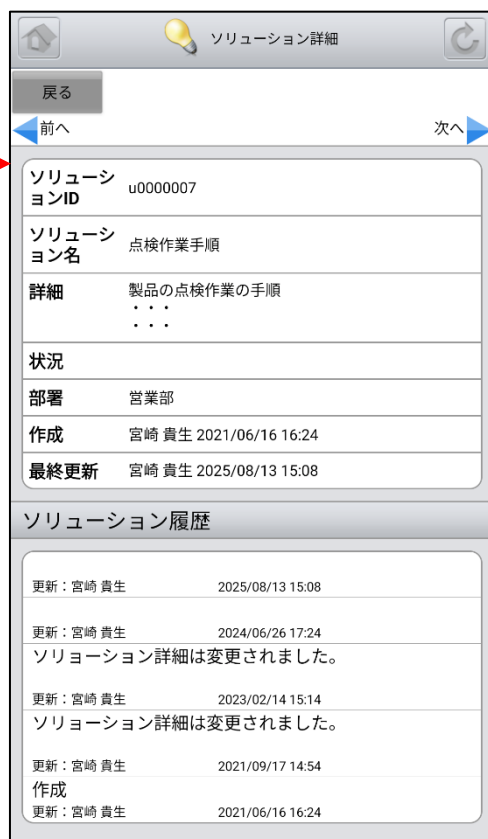 ソリューション詳細
戻る
前へ
次へ
ソリューシ
ョンID
u0000007
ソリューシ
ョン名
点検作業手順
詳細
製品の点検作業の手順
・・・
・・・
状況
部署
営業部
作成
宮崎 貴生 2021/06/16 16:24
最終更新
宮崎 貴生 2025/08/13 15:08
ソリューション履歴
更新：宮崎 貴生 2025/08/13 15:08
更新：宮崎 貴生 2024/06/26 17:24
ソリョーション詳細は変更されました。
更新：宮崎 貴生 2023/02/14 15:14
ソリョーション詳細は変更されました。
更新：宮崎 貴生 2021/09/17 14:54
作成
更新：宮崎 貴生 2021/06/16 16:24